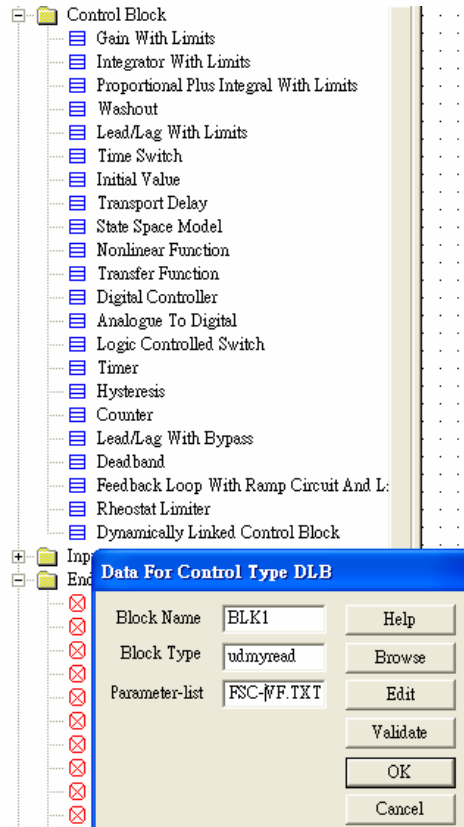 Control Block
Gain With Limits
Integrator With Limits
Proportional Plus Integral With Limits
Washout
Lead/Lag With Limits
Time Switch
Initial Value
Transport Delay
State Space Model
Nonlinear Function
Transfer Function
Digital Controller
Analogue To Digital
Logic Controlled Switch
Timer
Hysteresis
Counter
Lead/Lag With Bypass
Deadband
Feedback Loop With Ramp Circuit And L:
Rheostat Limiter
Dynamically Linked Control Block
Inp
End
Data For Control Type DLB
Block Name BLK1 Help
Block Type udmyread Browse
Parameter-list FSC-VF.TXT Edit
Validate
OK
Cancel